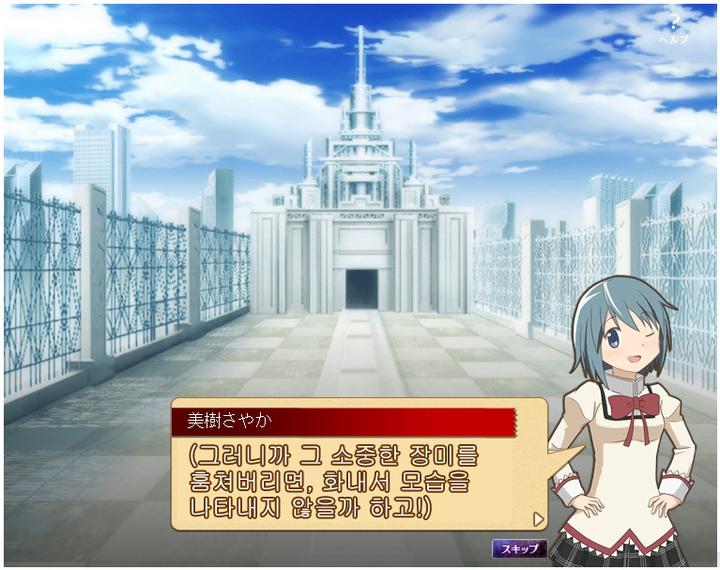 ?
ヘルプ
美樹さやか
(그러니까 그 소중한 장미를
훔쳐버리면, 화내서 모습을
나타내지 않을까 하고!)
スキップ